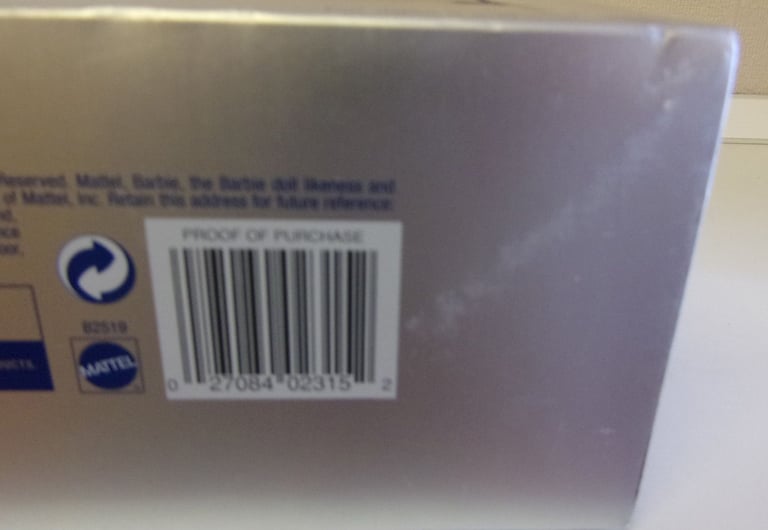 Reserved. Mattel, Barbie, the Barbie doll likeness and
of Mattel, Inc. Retain this address for future reference:
PROOF OF PURCHASE
B2519
MATTEL
0 27084 02315 2